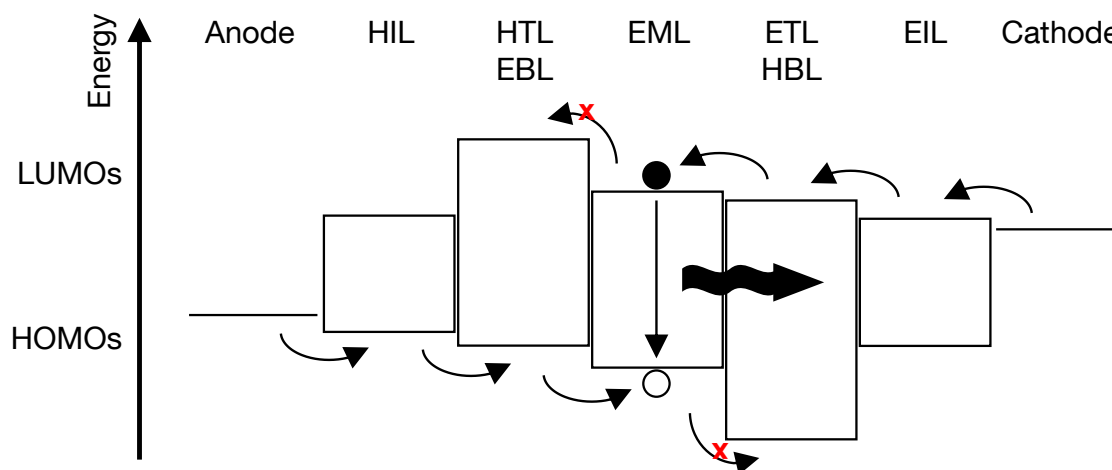 Energy
Anode
HIL
HTL
EBL
EML
ETL
HBL
EIL
Cathode
LUMOs
HOMOs
x
x